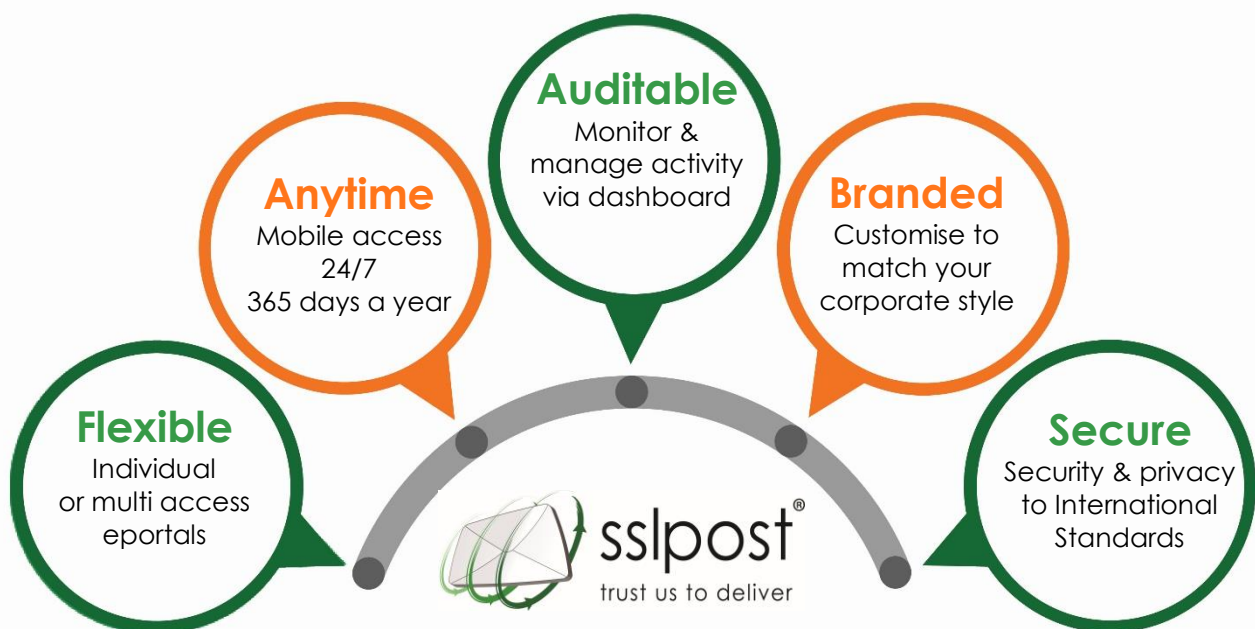 Flexible
Individual
or multi access
eportals
Anytime
Mobile access
24/7
365 days a year
Auditable
Monitor &
manage activity
via dashboard
Branded
Customise to
match your
corporate style
Secure
Security & privacy
to International
Standards
sslpost®
trust us to deliver